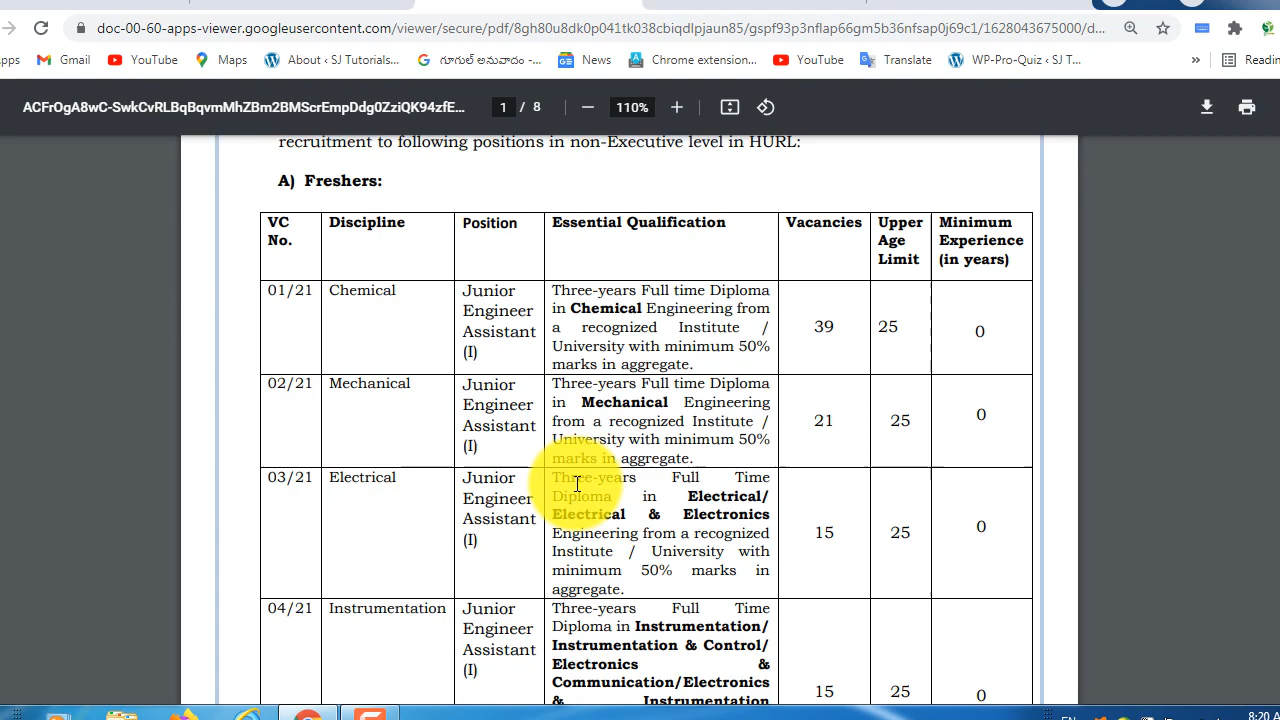 doc-00-60-apps-viewer.googleusercontent.com/viewer/secure/pdf/8gh80u8dk0p041tk038cbiqdlpjaun85/gspf93p3nflap66gm5b36nfsap0j69c1/1628043675000/d...
pps Gmail YouTube Maps About ‹ SJ Tutorials... గూగుల్ అనువాదం -... News Chrome extension... YouTube Translate WP-Pro-Quiz ‹ SJ T... » Readin
ACFrOgA8wC-SwkCvRLBqBqvmMhZBm2BMScrEmpDdg0ZziQK94zfE... 1 / 8 110%
recruitment to following positions in non-Executive level in HURL:
A) Freshers:
VC No.
Discipline
Position
Essential Qualification
Vacancies
Upper
Age
Limit
Minimum
Experience
(in years)
01/21
Chemical
Junior
Engineer
Assistant
(I)
Three-years Full time Diploma
in Chemical Engineering from
a recognized Institute /
University with minimum 50%
marks in aggregate.
39
25
0
02/21
Mechanical
Junior
Engineer
Assistant
(I)
Three-years Full time Diploma
in Mechanical Engineering
from a recognized Institute /
University with minimum 50%
marks in aggregate.
21
25
0
03/21
Electrical
Junior
Engineer
Assistant
(I)
Three-years Full Time
Diploma in Electrical/
Electrical & Electronics
Engineering from a recognized
Institute / University with
minimum 50% marks in
aggregate.
15
25
0
04/21
Instrumentation
Junior
Engineer
Assistant
(I)
Three-years Full Time
Diploma in Instrumentation/
Instrumentation & Control/
Electronics &
Communication/Electronics
& Instrumentation
15
25
0
EN
8:20 A